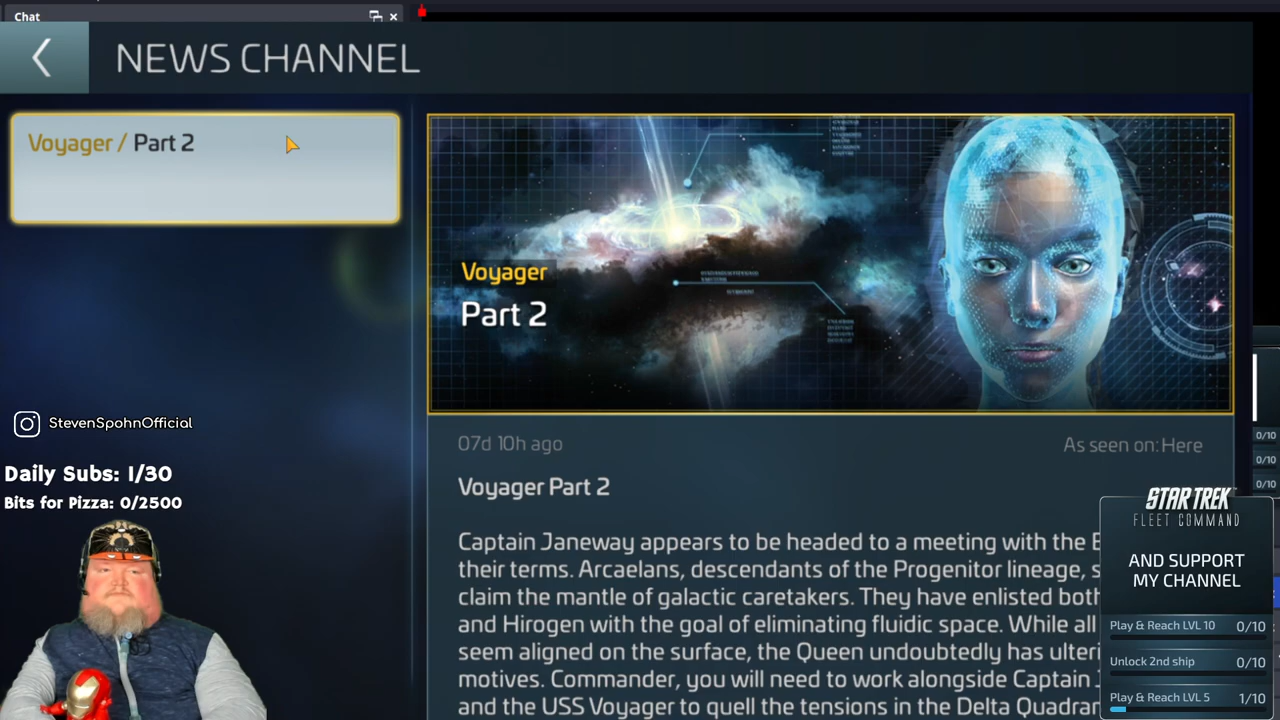 Chat
NEWS CHANNEL
Voyager / Part 2
Voyager
Part 2
07d 10h ago
As seen on: Here
Voyager Part 2
Captain Janeway appears to be headed to a meeting with the
their terms. Arcaelans, descendants of the Progenitor lineage,
claim the mantle of galactic caretakers. They have enlisted both
and Hirogen with the goal of eliminating fluidic space. While all
seem aligned on the surface, the Queen undoubtedly has
motives. Commander, you will need to work alongside Captain
and the USS Voyager to quell the tensions in the Delta
StevenSpohnOfficial
Daily Subs: 1/30
Bits for Pizza: 0/2500
0/10
0/10
0/10
STAR TREK
FLEET COMMAND
AND SUPPORT
MY CHANNEL
Play & Reach LVL 10 0/10
Unlock 2nd ship 0/10
Play & Reach LVL 5 1/10